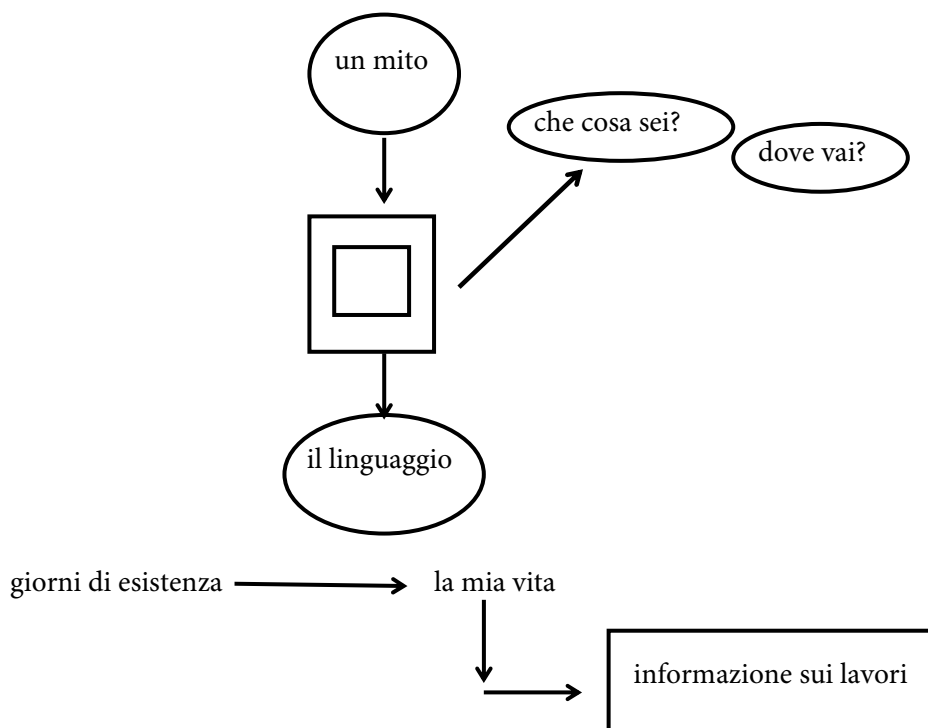 un mito
che cosa sei?
dove vai?
il linguaggio
giorni di esistenza
la mia vita
informazione sui lavori